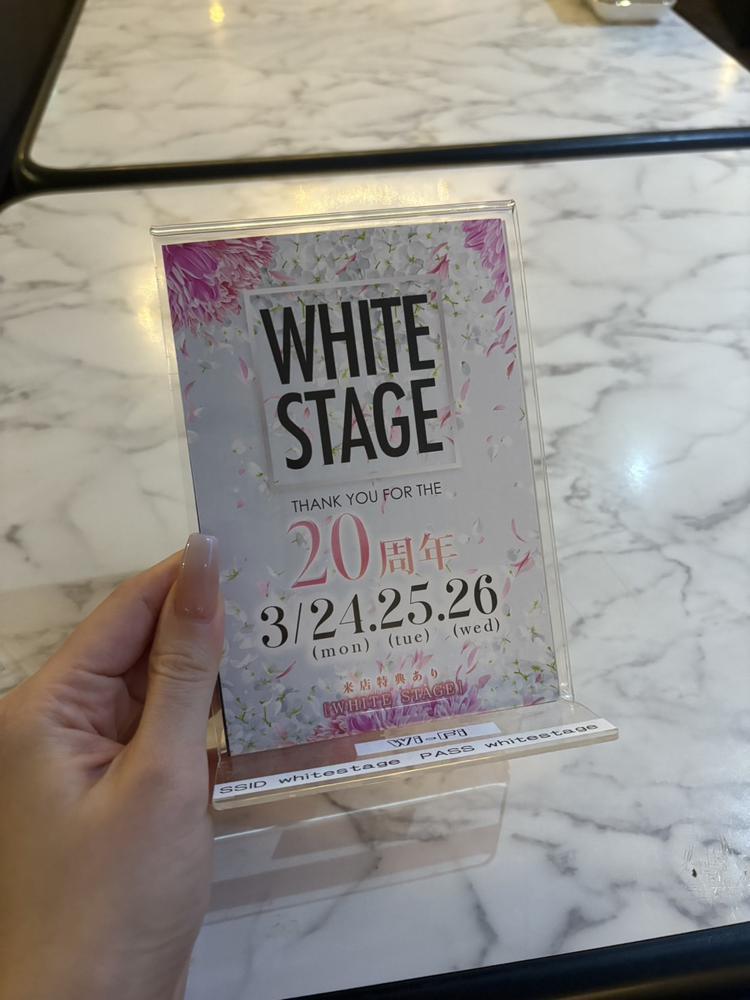 WHITE
STAGE
THANK YOU FOR THE
20周年
3/24.25.26
(mon) (tue) (wed)
来店特典あり
[WHITE STAGE]
Wi-Fi
SSID whitestage PASS whitestage